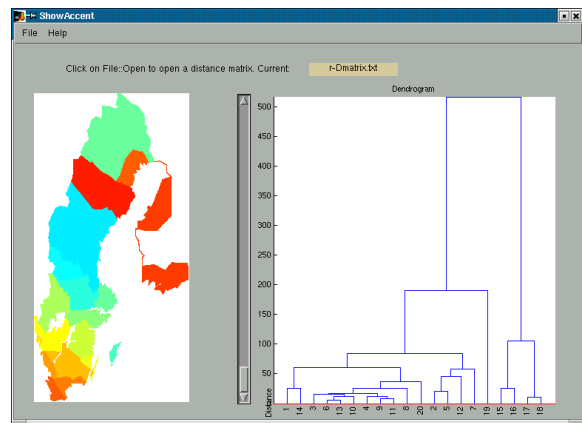 ShowAccent
File Help
Click on File::Open to open a distance matrix. Current: r-Dmatrix.txt
Dendrogram
500
450
400
350
300
250
200
150
100
50
Distance
1 14 3 6 13 10 4 9 11 8 20 2 5 12 7 19 15 16 17 18